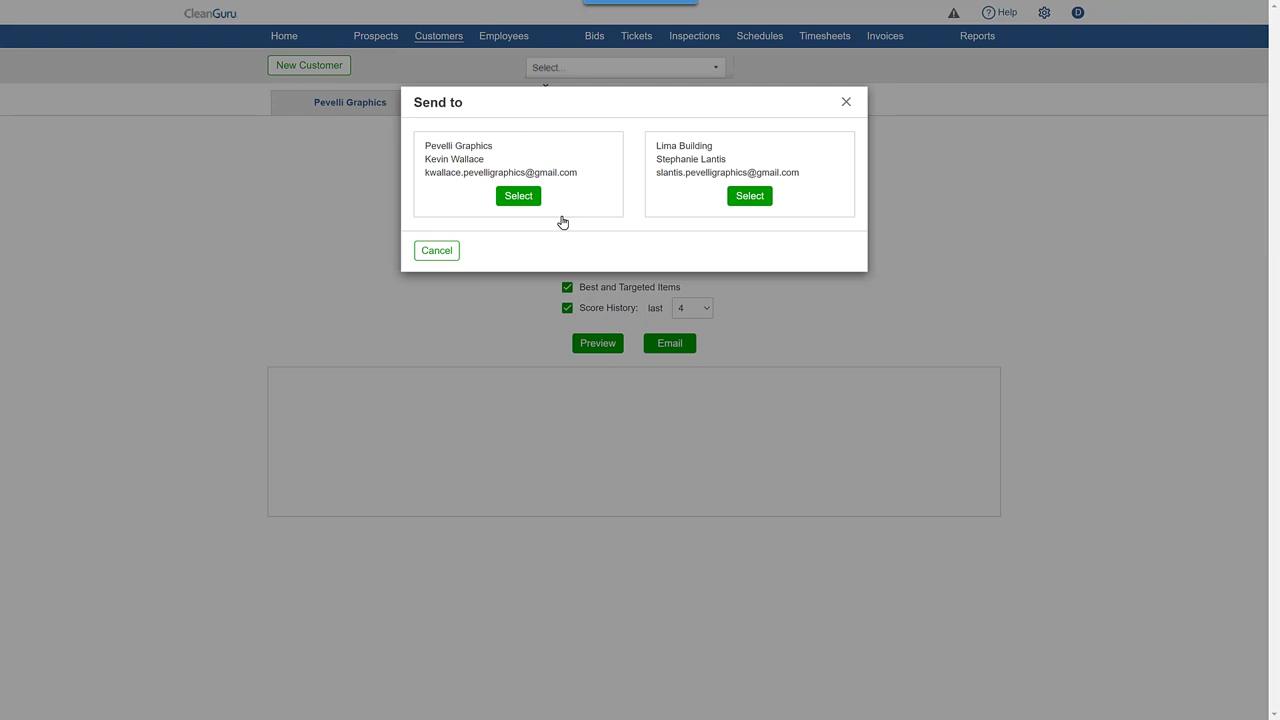 CleanGuru
Help
D
Home Prospects Customers Employees Bids Tickets Inspections Schedules Timesheets Invoices Reports
New Customer
Select...
Pevelli Graphics
Send to
Pevelli Graphics
Kevin Wallace
kwallace.pevelligraphics@gmail.com
Select
Lima Building
Stephanie Lantis
slantis.pevelligraphics@gmail.com
Select
Cancel
Best and Targeted Items
Score History: last 4
Preview Email